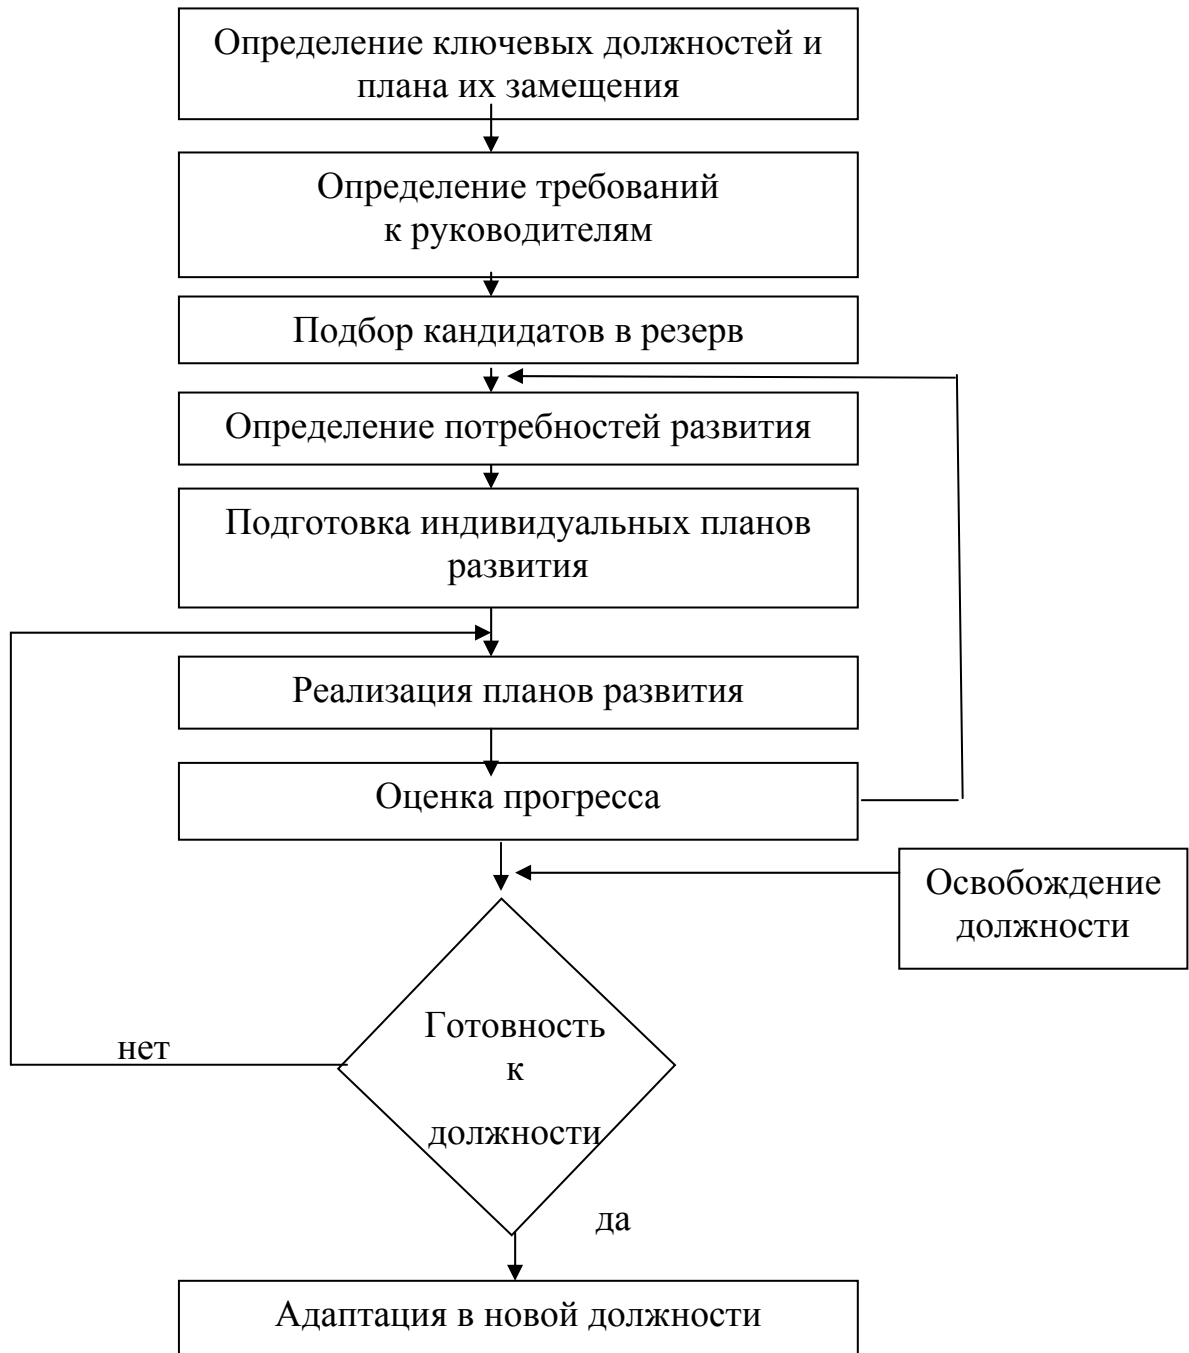 Определение ключевых должностей и
плана их замещения
Определение требований
к руководителям
Подбор кандидатов в резерв
Определение потребностей развития
Подготовка индивидуальных планов
развития
Реализация планов развития
Оценка прогресса
Освобождение
должности
Готовность
к
должности
нет
да
Адаптация в новой должности